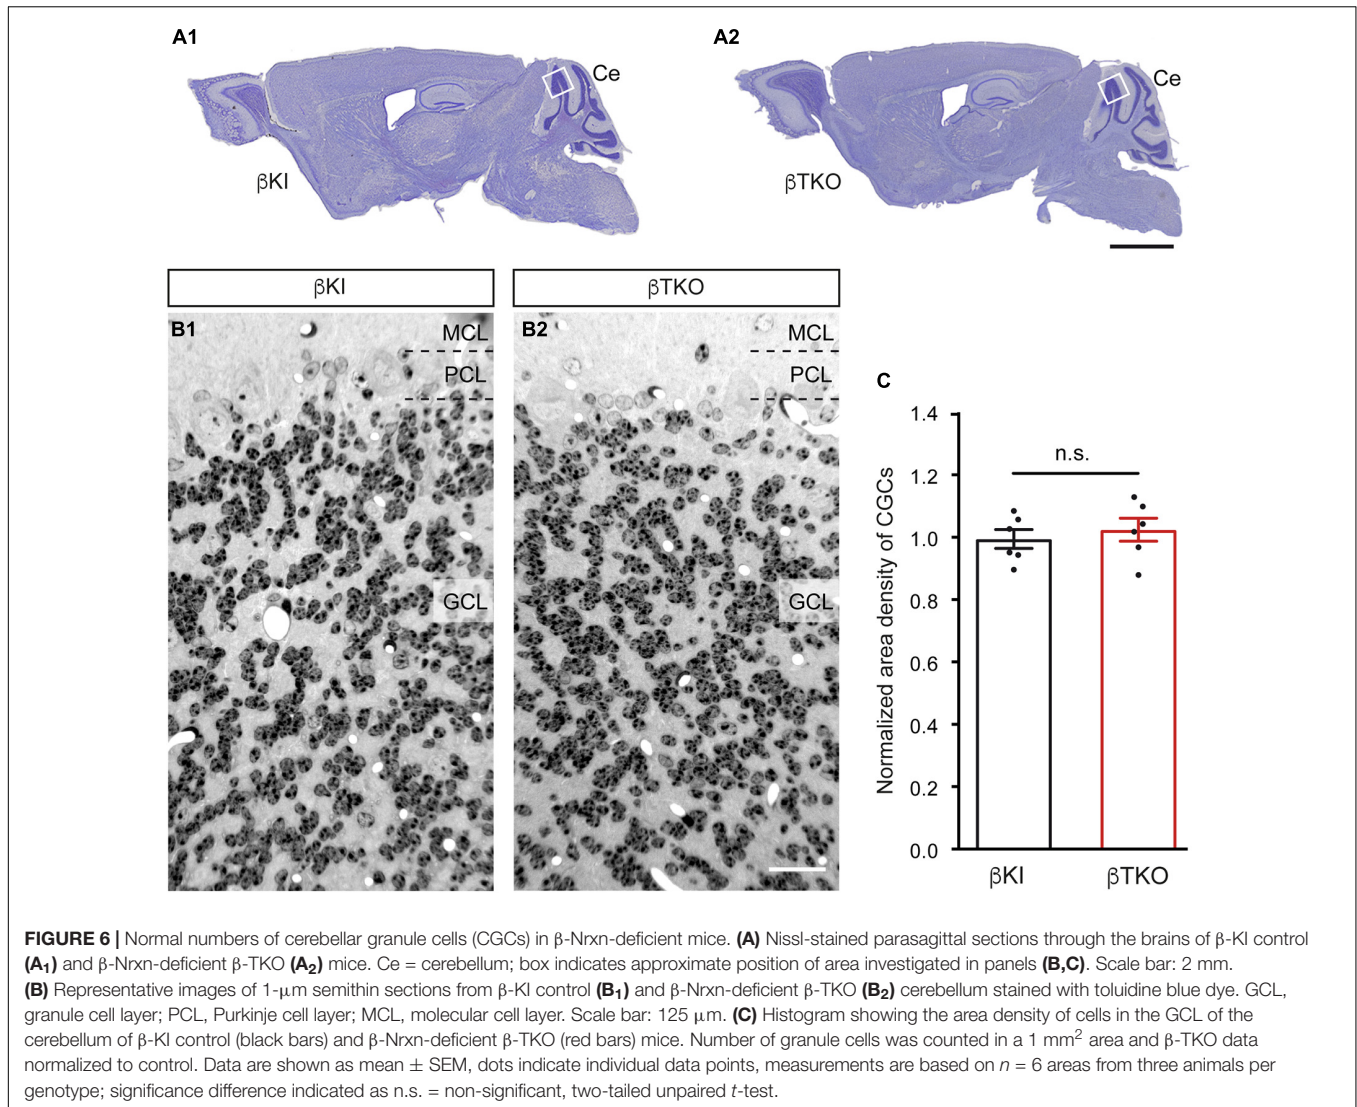 A1
A2
Ce
Ce
βKI
βTKO
βKI
βTKO
B1
MCL
PCL
GCL
B2
MCL
PCL
GCL
C
Normalized area density of CGCs
1.4
1.2
1.0
0.8
0.6
0.4
0.2
0.0
n.s.
βKI
βTKO
FIGURE 6 | Normal numbers of cerebellar granule cells (CGCs) in β-Nrxn-deficient mice. (A) Nissl-stained parasagittal sections through the brains of β-KI control
(A₁) and β-Nrxn-deficient β-TKO (A₂) mice. Ce = cerebellum; box indicates approximate position of area investigated in panels (B,C). Scale bar: 2 mm.
(B) Representative images of 1-μm semithin sections from β-KI control (B₁) and β-Nrxn-deficient β-TKO (B₂) cerebellum stained with toluidine blue dye. GCL,
granule cell layer; PCL, Purkinje cell layer; MCL, molecular cell layer. Scale bar: 125 μm. (C) Histogram showing the area density of cells in the GCL of the
cerebellum of β-KI control (black bars) and β-Nrxn-deficient β-TKO (red bars) mice. Number of granule cells was counted in a 1 mm² area and β-TKO data
normalized to control. Data are shown as mean ± SEM, dots indicate individual data points, measurements are based on n = 6 areas from three animals per
genotype; significance difference indicated as n.s. = non-significant, two-tailed unpaired t-test.